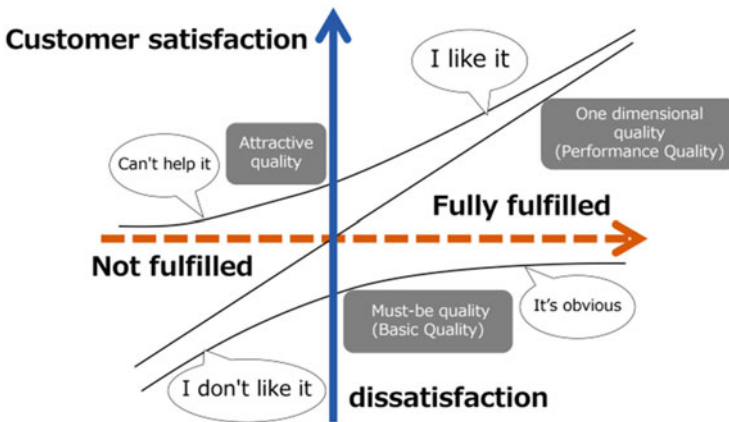 Customer satisfaction
I like it
One dimensional
quality
(Performance Quality)
Attractive
quality
Can't help it
Fully fulfilled
Not fulfilled
Must-be quality
(Basic Quality)
It's obvious
I don't like it
dissatisfaction